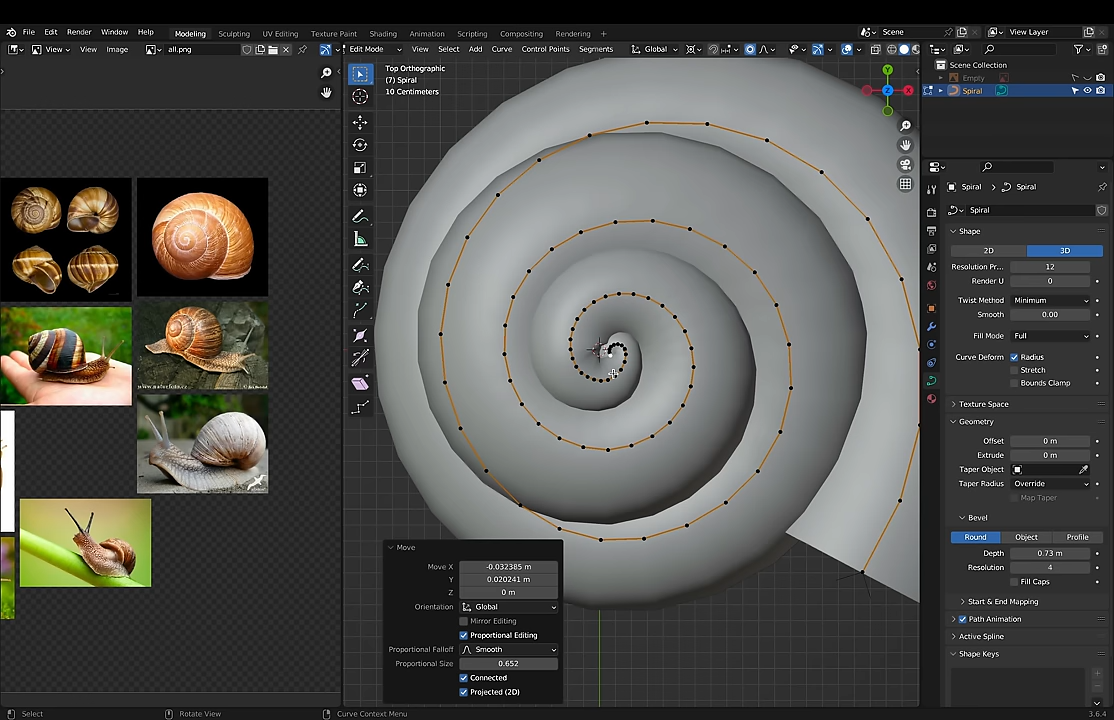 File Edit Render Window Help Modeling Sculpting UV Editing Texture Paint Shading Animation Compositing Scripting Compositing Rendering + Scene View Layer
View View Image all.png Edit Mode View Select Add Curve Control Points Segments Global
Top Orthographic
(7) Spiral
10 Centimeters
Y
X
Z
Scene Collection
Empty
Spiral
Spiral > Spiral
Spiral
Shape
2D 3D
Resolution Pr... 12
Render U 0
Twist Method Minimum
Smooth 0.00
Fill Mode Full
Curve Deform Radius
Stretch
Bounds Clamp
Texture Space
Geometry
Offset 0 m
Extrude 0 m
Taper Object
Taper Radius Override
Map Taper
Bevel
Round Object Profile
Depth 0.73 m
Resolution 4
Fill Caps
Start & End Mapping
Path Animation
Active Spline
Shape Keys
Move
Move X -0.032385 m
Y 0.020241 m
Z 0 m
Orientation Global
Mirror Editing
Proportional Editing
Proportional Falloff Smooth
Proportional Size 0.652
Connected
Projected (2D)
Select Rotate View Curve Context Menu 3.6.4